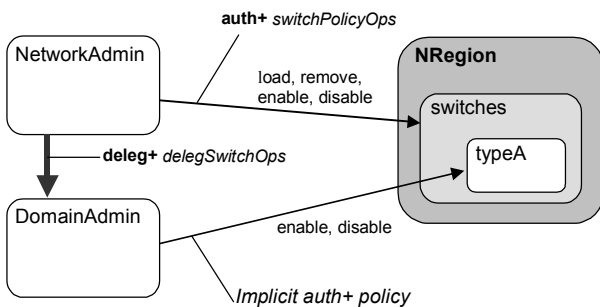 auth+ switchPolicyOps
NetworkAdmin
NRegion
load, remove,
enable, disable
switches
typeA
deleg+ delegSwitchOps
DomainAdmin
enable, disable
Implicit auth+ policy